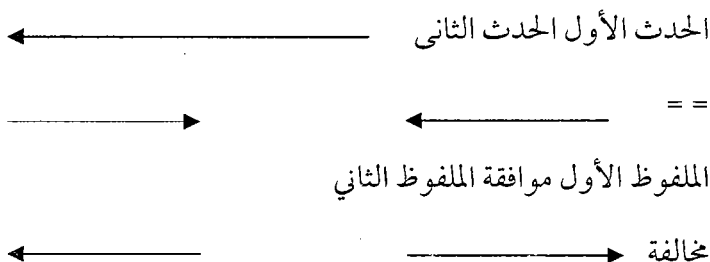 الحدث الأول الحدث الثانى
= =
الملفوظ الأول موافقة الملفوظ الثاني
مخالفة